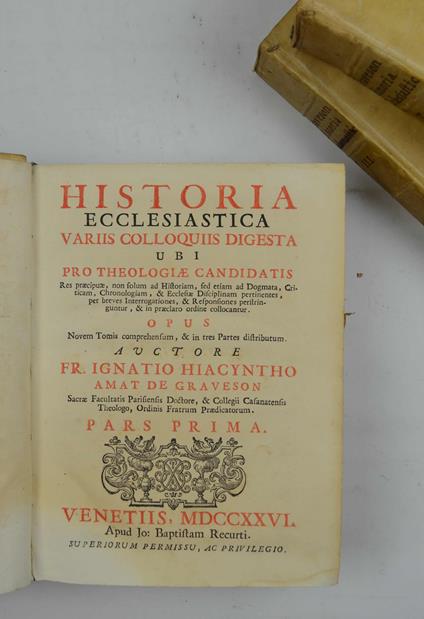 HISTORIA
ECCLESIASTICA
VARIIS COLLOQUIIS DIGESTA
UBI
PRO THEOLOGIÆ CANDIDATIS
Res præcipuæ, non solum ad Historiam, sed etiam ad Dogmata, Cri-
ticam, Chronologiam, & Ecclesiæ Disciplinam pertinentes,
per breves Interrogationes, & Responsiones perstrin-
guntur, & in præclaro ordine collocantur.
OPUS
Novem Tomis comprehensum, & in tres Partes distributum.
AVCTORE
FR. IGNATIO HIACYNTHO
AMAT DE GRAVESON
Sacræ Facultatis Parisiensis Doctore, & Collegii Casanatensis
Theologo, Ordinis Fratrum Prædicatorum.
PARS PRIMA.
VENETIIS, MDCCXXVI.
Apud Jo: Baptistam Recurti.
SUPERIORUM PERMISSU, AC PRIVILEGIO.
III